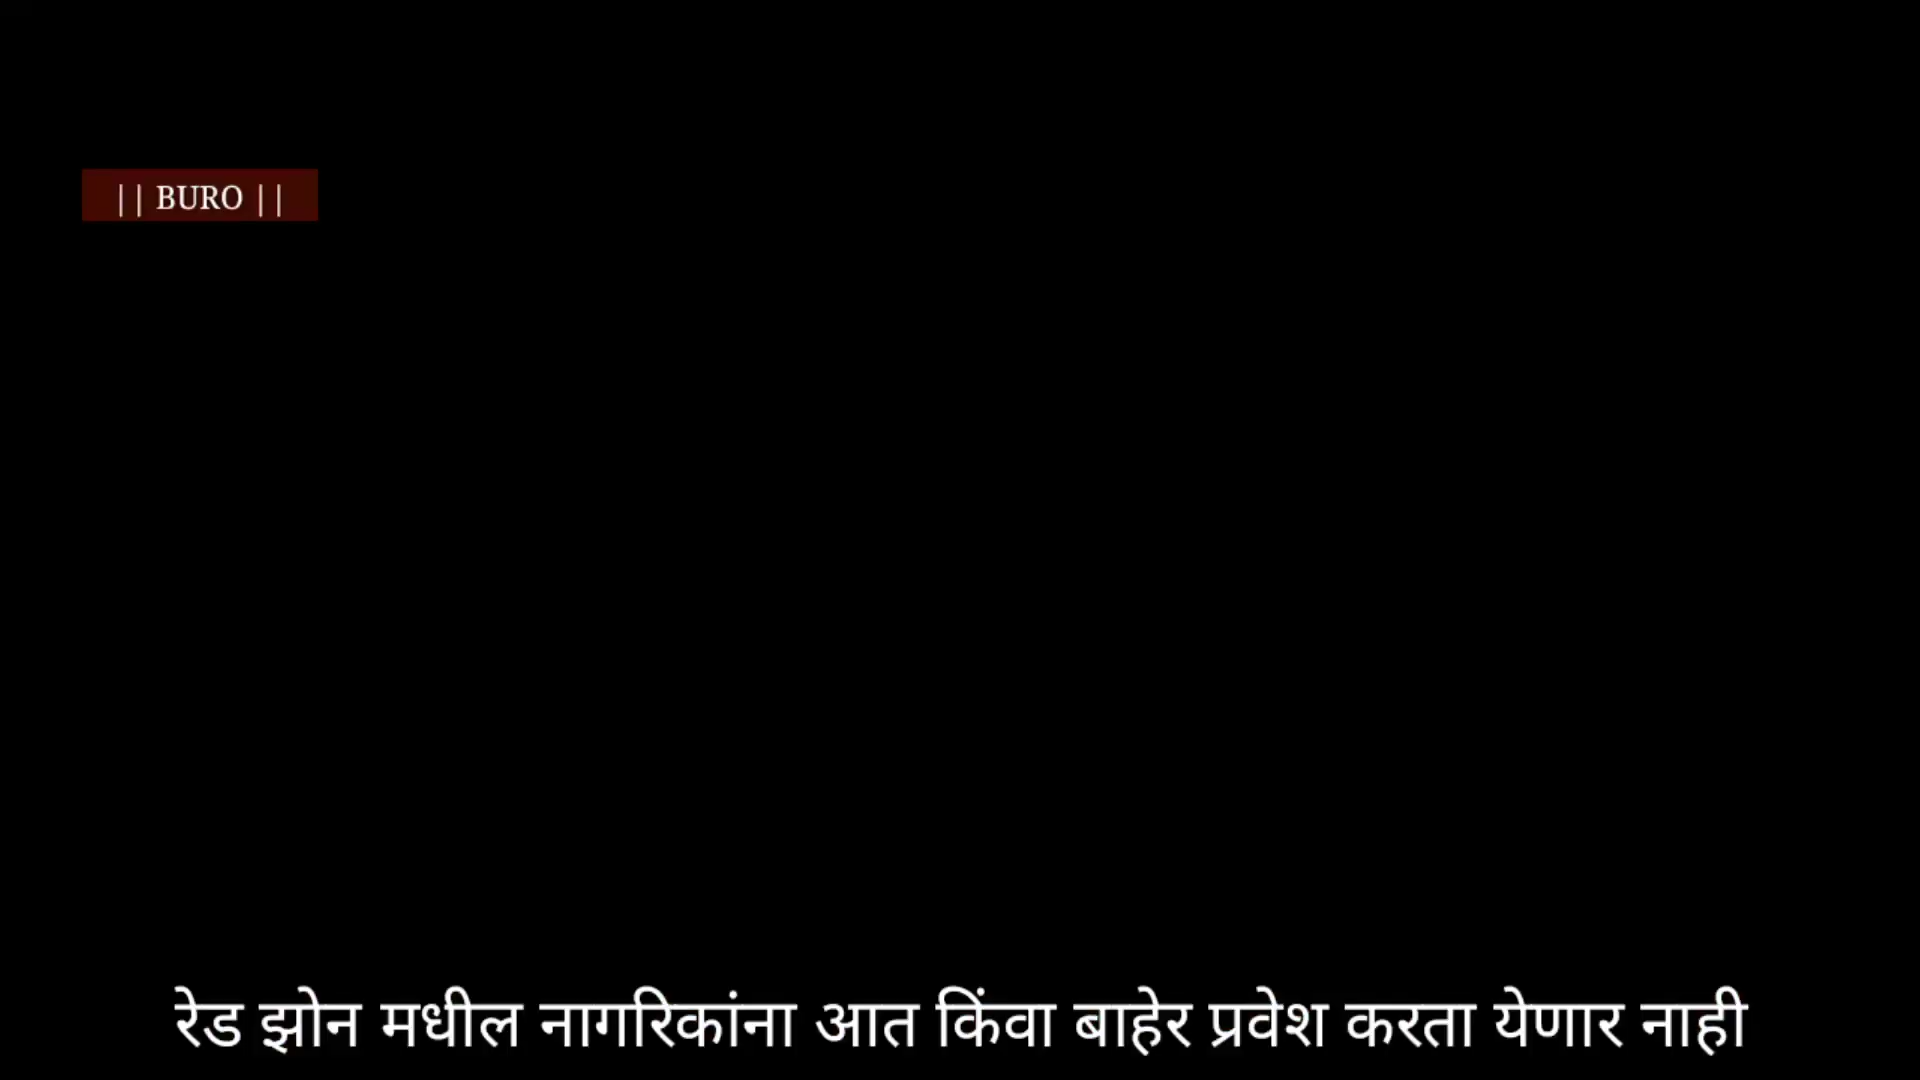 || BURO ||
रेड झोन मधील नागरिकांना आत किंवा बाहेर प्रवेश करता येणार नाही